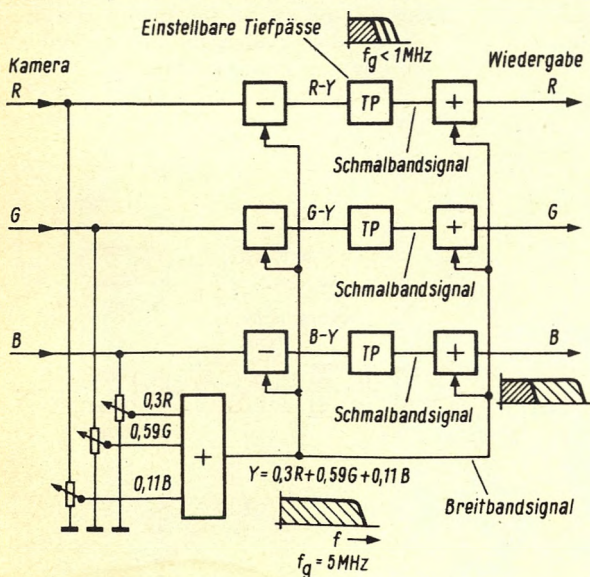 Einstellbare Tiefpässe
f_g < 1MHz
Kamera
Wiedergabe
R
−
R-Y
TP
+
R
Schmalbandsignal
G
−
G-Y
TP
+
G
Schmalbandsignal
B
−
B-Y
TP
+
B
Schmalbandsignal
0,3R
0,59G
0,11B
+
Y=0,3R+0,59G+0,11B
Breitbandsignal
f
f_g = 5MHz